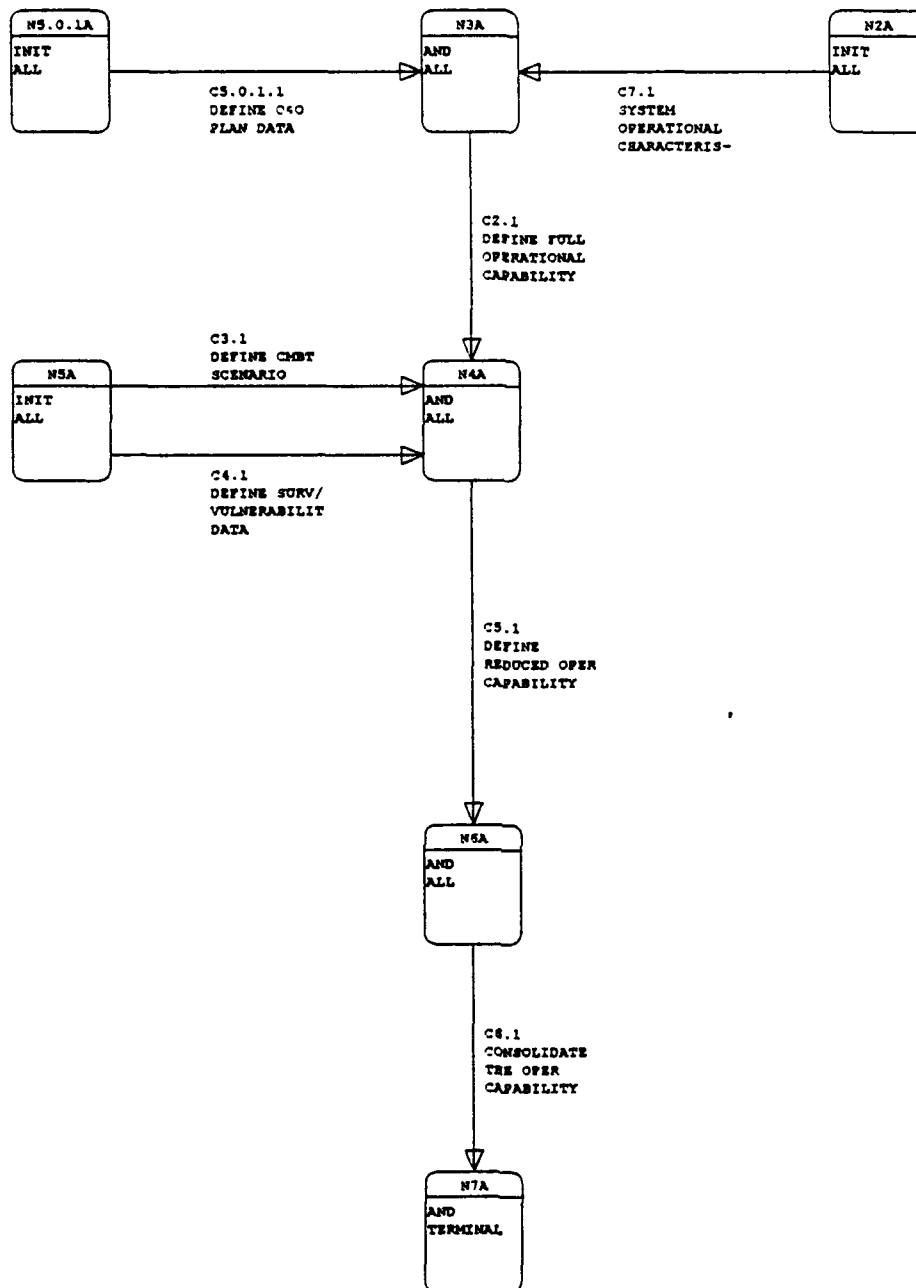 N5.0.1A
INIT
ALL
N3A
AND
ALL
N2A
INIT
ALL
C5.0.1.1
DEFINE O&O
PLAN DATA
C7.1
SYSTEM
OPERATIONAL
CHARACTERIS-
C2.1
DEFINE FULL
OPERATIONAL
CAPABILITY
C3.1
DEFINE CMBT
SCENARIO
N5A
INIT
ALL
N4A
AND
ALL
C4.1
DEFINE SURV/
VULNERABILIT
DATA
C5.1
DEFINE
REDUCED OPER
CAPABILITY
N6A
AND
ALL
C6.1
CONSOLIDATE
THE OPER
CAPABILITY
N7A
AND
TERMINAL